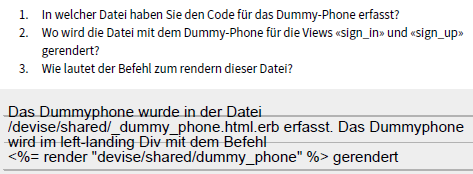 1. In welcher Datei haben Sie den Code für das Dummy-Phone erfasst?
2. Wo wird die Datei mit dem Dummy-Phone für die Views «sign_in» und «sign_up»
gerendert?
3. Wie lautet der Befehl zum rendern dieser Datei?
Das Dummyphone wurde in der Datei
/devise/shared/_dummy_phone.html.erb erfasst. Das Dummyphone
wird im left-landing Div mit dem Befehl
<%= render "devise/shared/dummy_phone" %> gerendert